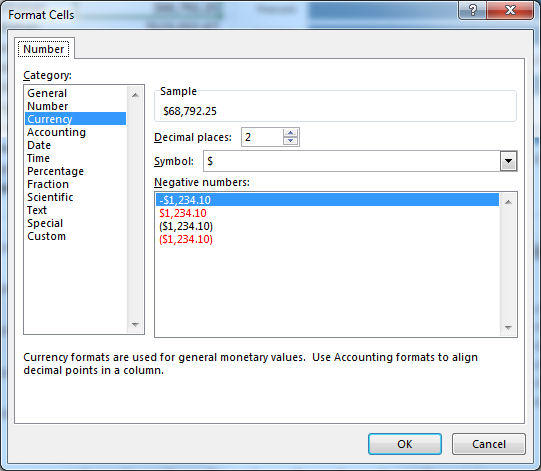 Format Cells
Number
Category:
General
Number
Currency
Accounting
Date
Time
Percentage
Fraction
Scientific
Text
Special
Custom
Sample
$68,792.25
Decimal places: 2
Symbol: $
Negative numbers:
-$1,234.10
$1,234.10
($1,234.10)
($1,234.10)
Currency formats are used for general monetary values.  Use Accounting formats to align
decimal points in a column.
OK Cancel